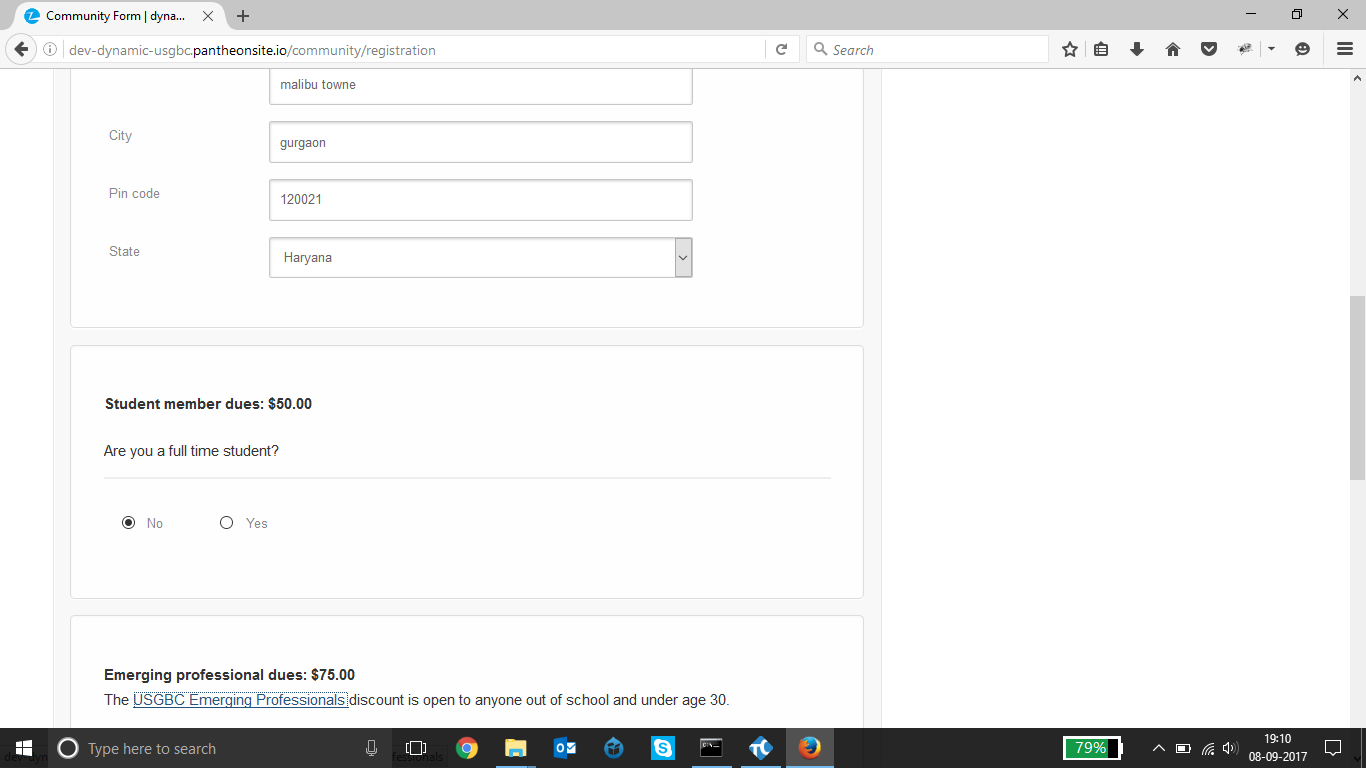 Community Form | dyna...
dev-dynamic-usgbc.pantheonsite.io/community/registration
Search
malibu towne
City
gurgaon
Pin code
120021
State
Haryana
Student member dues: $50.00
Are you a full time student?
No
Yes
Emerging professional dues: $75.00
The USGBC Emerging Professionals discount is open to anyone out of school and under age 30.
Type here to search
79%
19:10
08-09-2017